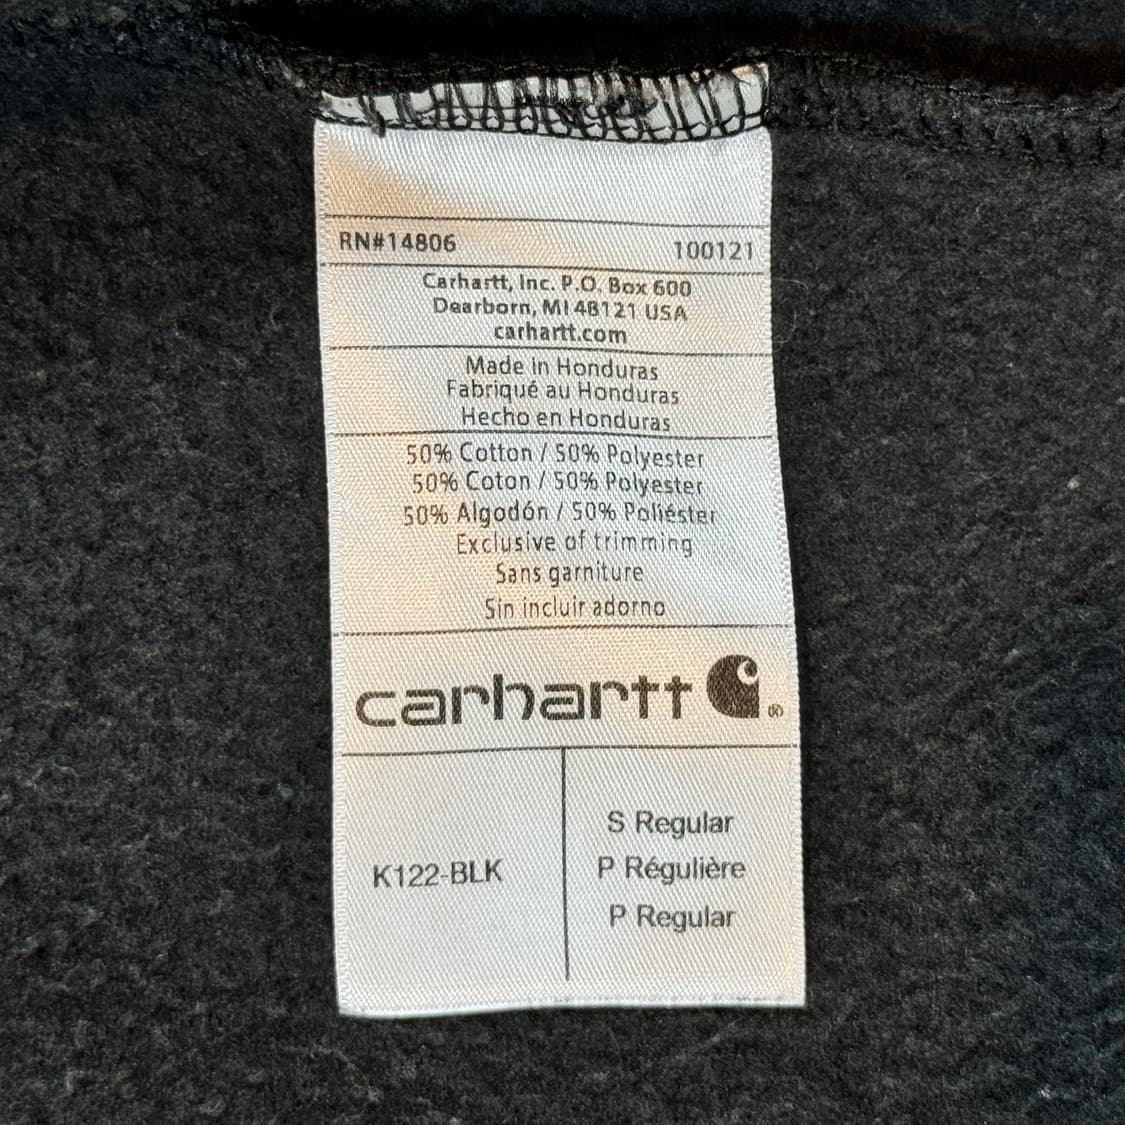 RN#14806 100121
Carhartt, Inc. P.O. Box 600
Dearborn, MI 48121 USA
carhartt.com
Made in Honduras
Fabriqué au Honduras
Hecho en Honduras
50% Cotton / 50% Polyester
50% Coton / 50% Polyester
50% Algodón / 50% Poliéster
Exclusive of trimming
Sans garniture
Sin incluir adorno
carhartt ®
K122-BLK
S Regular
P Régulière
P Regular